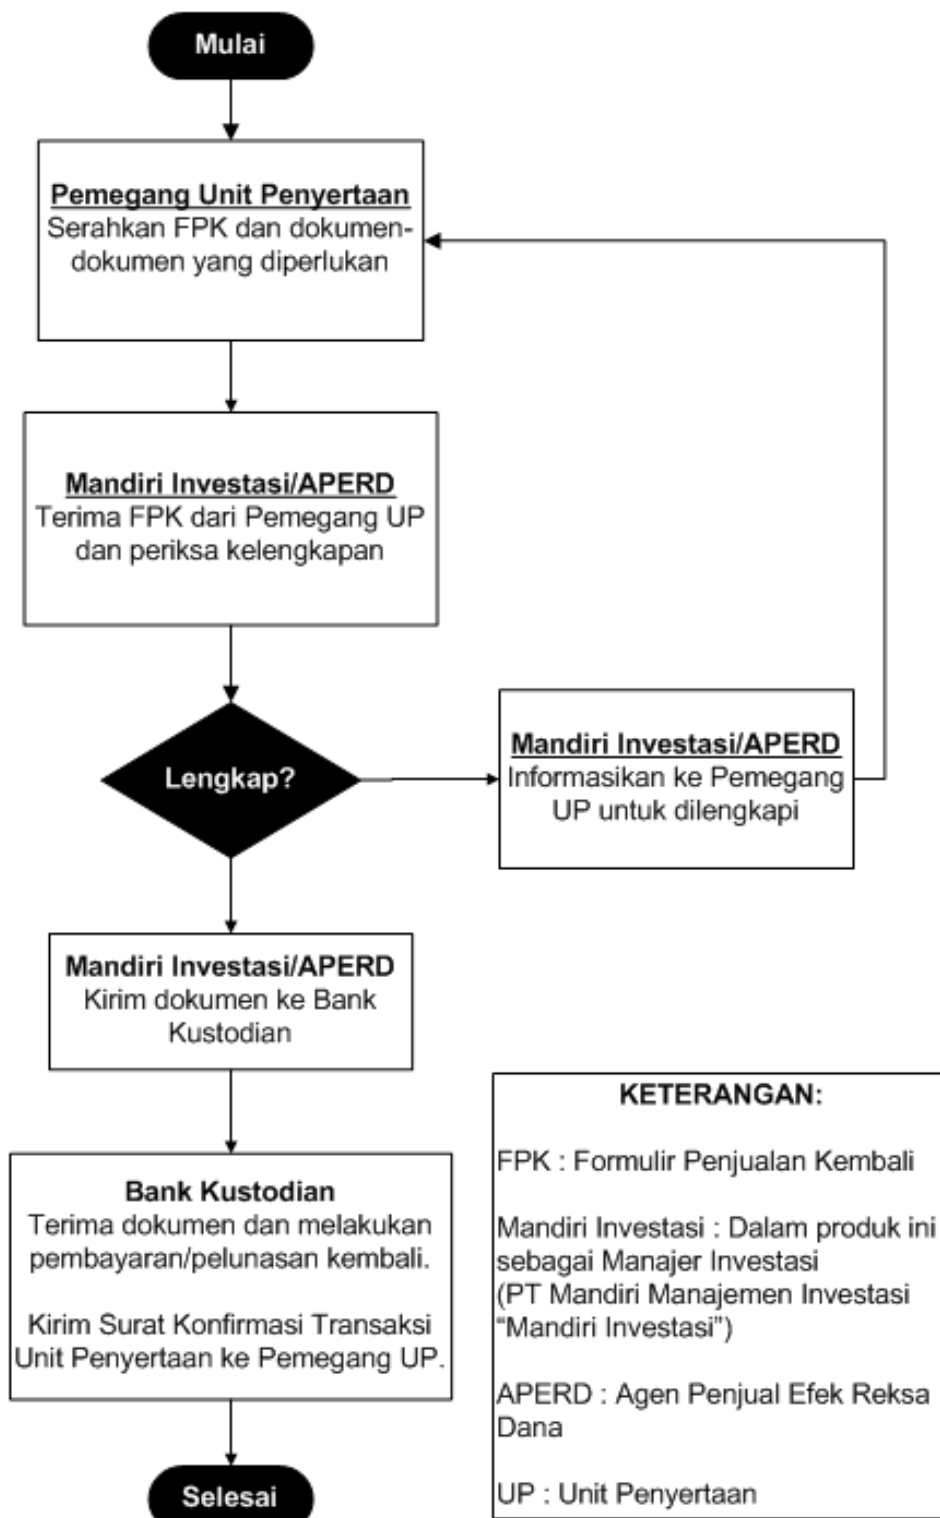 Mulai
Pemegang Unit Penyertaan
Serahkan FPK dan dokumen-
dokumen yang diperlukan
Mandiri Investasi/APERD
Terima FPK dari Pemegang UP
dan periksa kelengkapan
Lengkap?
Mandiri Investasi/APERD
Informasikan ke Pemegang
UP untuk dilengkapi
Mandiri Investasi/APERD
Kirim dokumen ke Bank
Kustodian
Bank Kustodian
Terima dokumen dan melakukan
pembayaran/pelunasan kembali.
Kirim Surat Konfirmasi Transaksi
Unit Penyertaan ke Pemegang UP.
Selesai
KETERANGAN:
FPK : Formulir Penjualan Kembali
Mandiri Investasi : Dalam produk ini
sebagai Manajer Investasi
(PT Mandiri Manajemen Investasi
“Mandiri Investasi”)
APERD : Agen Penjual Efek Reksa
Dana
UP : Unit Penyertaan